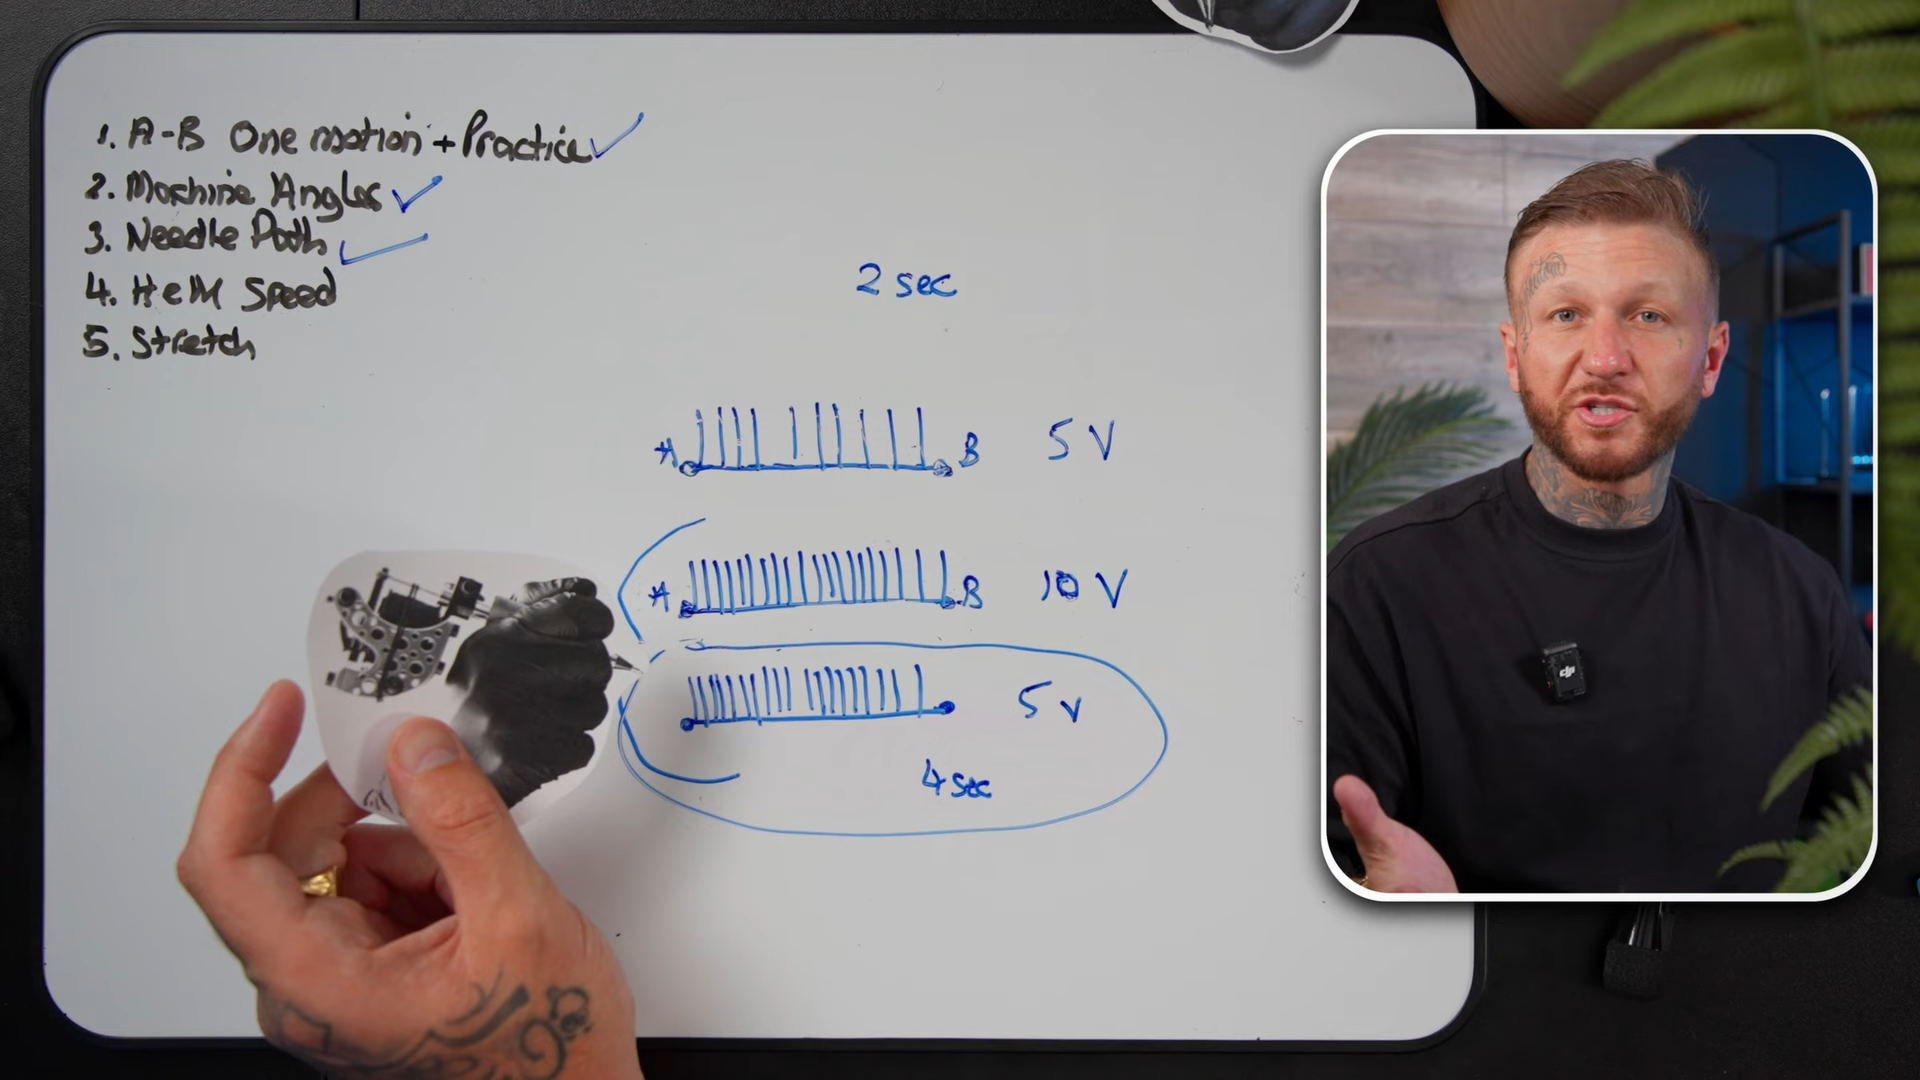 1. A-B One motion + Practice
2. Machine Angles
3. Needle Path
4. H&M Speed
5. Stretch
2 sec
A B 5 V
A B 10 V
5 V
4 sec
dji